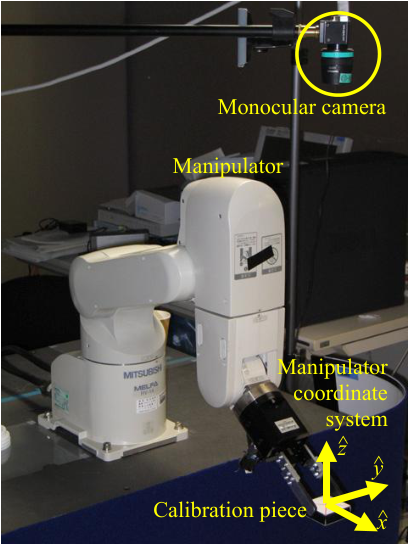 Monocular camera
Manipulator
MITSUBISHI
MELFA
Manipulator
coordinate
system
ẑ
ŷ
Calibration piece
x̂